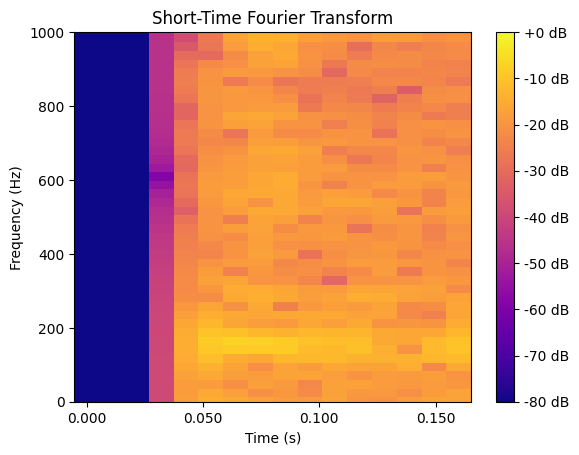 Short-Time Fourier Transform
1000
800
600
400
200
0
Frequency (Hz)
0.000
0.050
0.100
0.150
Time (s)
+0 dB
-10 dB
-20 dB
-30 dB
-40 dB
-50 dB
-60 dB
-70 dB
-80 dB